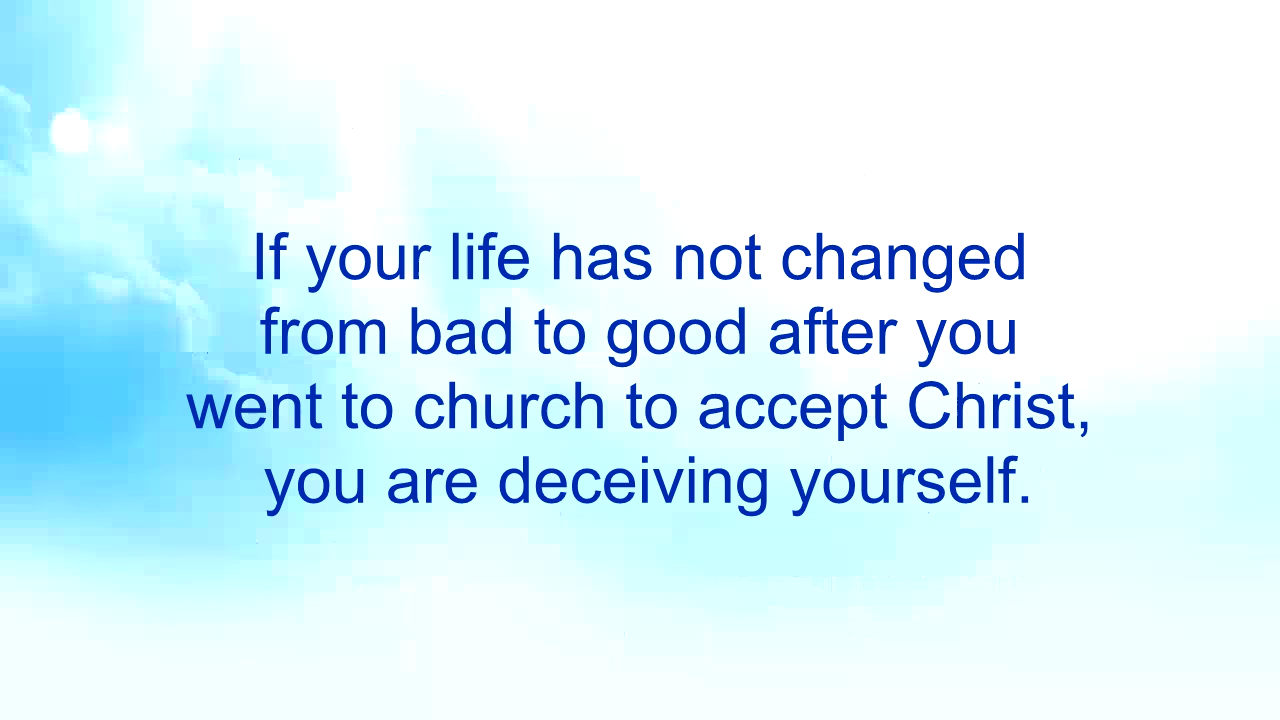 If your life has not changed
from bad to good after you
went to church to accept Christ,
you are deceiving yourself.